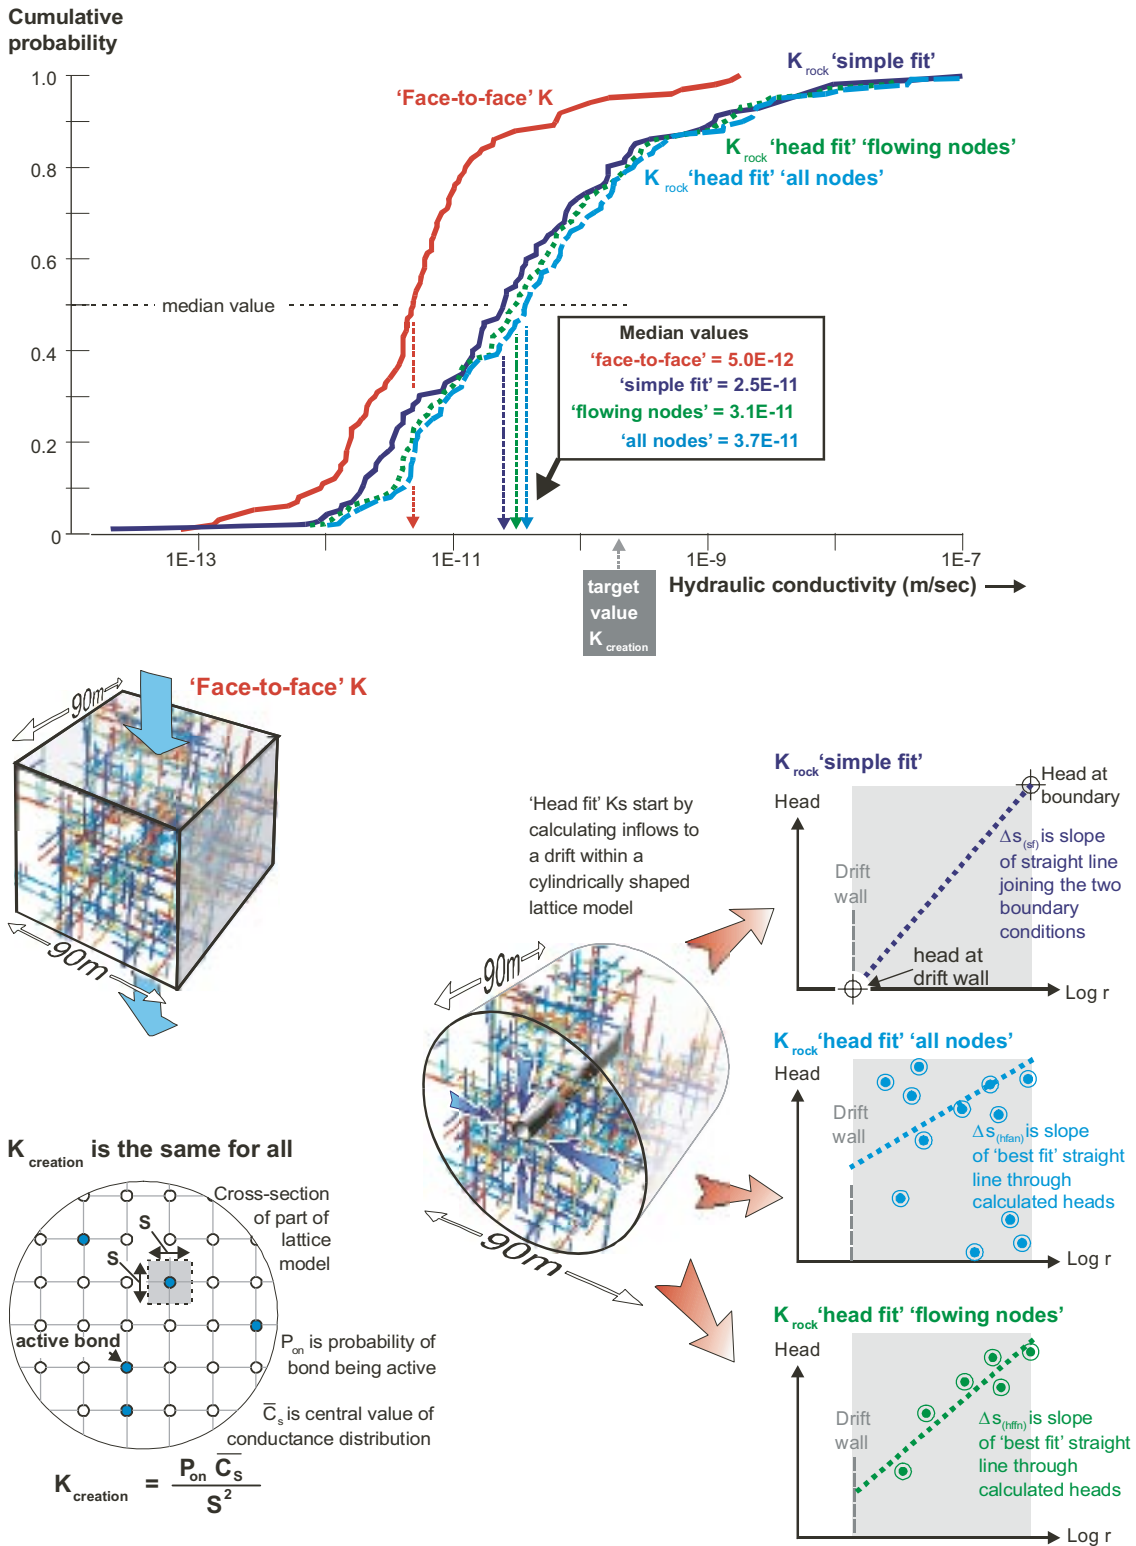 Cumulative
probability
1.0
0.8
0.6
0.4
0.2
0
'Face-to-face' K
K rock 'simple fit'
K rock 'head fit' 'flowing nodes'
K rock 'head fit' 'all nodes'
median value
Median values
'face-to-face' = 5.0E-12
'simple fit' = 2.5E-11
'flowing nodes' = 3.1E-11
'all nodes' = 3.7E-11
1E-13
1E-11
1E-9
1E-7
target
value
K creation
Hydraulic conductivity (m/sec)
'Face-to-face' K
90m
90m
'Head fit' Ks start by
calculating inflows to
a drift within a
cylindrically shaped
lattice model
90m
90m
K rock 'simple fit'
Head
Head at
boundary
Δs(sf) is slope
of straight line
joining the two
boundary
conditions
Drift
wall
head at
drift wall
Log r
K rock 'head fit' 'all nodes'
Head
Drift
wall
Δs(hfan) is slope
of 'best fit' straight
line through
calculated heads
Log r
K rock 'head fit' 'flowing nodes'
Head
Drift
wall
Δs(hffn) is slope
of 'best fit' straight
line through
calculated heads
Log r
K creation is the same for all
Cross-section
of part of
lattice
model
S
S
active bond
Pon is probability of
bond being active
C̅s is central value of
conductance distribution
K creation = Pon C̅S / S²